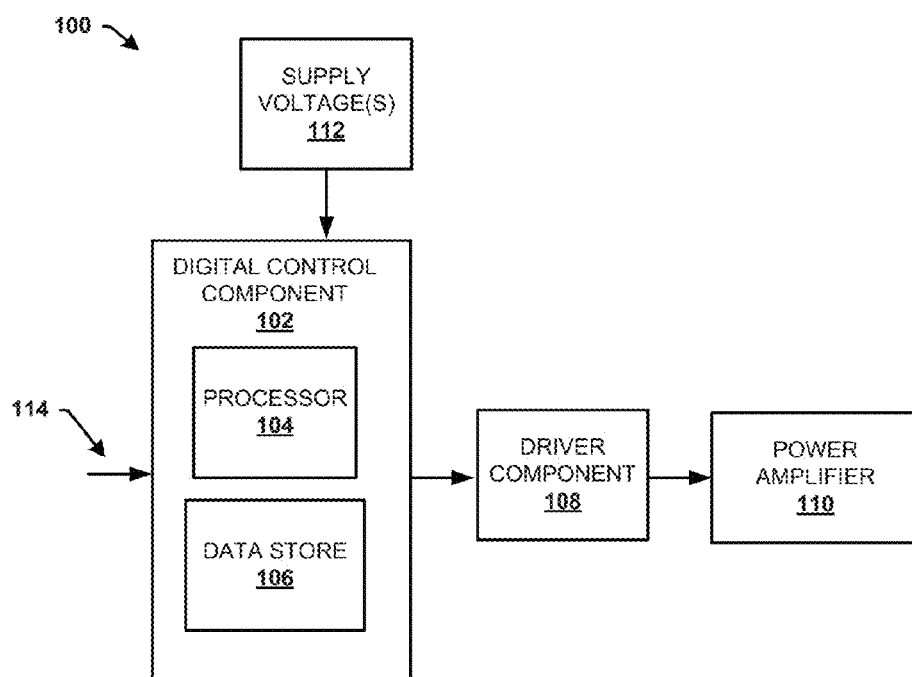 100
SUPPLY
VOLTAGE(S)
112
DIGITAL CONTROL
COMPONENT
102
PROCESSOR
104
114
DRIVER
COMPONENT
108
POWER
AMPLIFIER
110
DATA STORE
106